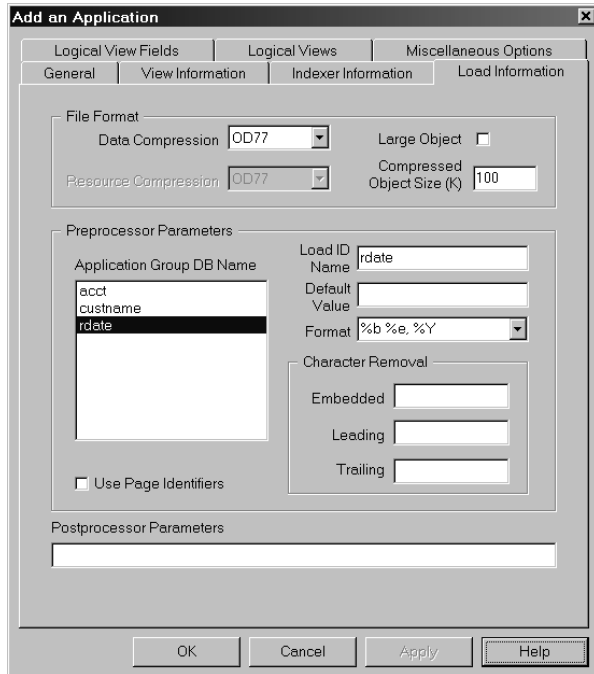 Add an Application
Logical View Fields
Logical Views
Miscellaneous Options
General
View Information
Indexer Information
Load Information
File Format
Data Compression OD77
Large Object
Resource Compression OD77
Compressed
Object Size (K) 100
Preprocessor Parameters
Application Group DB Name
acct
custname
rdate
Load ID
Name rdate
Default
Value
Format %b %e, %Y
Character Removal
Embedded
Leading
Trailing
Use Page Identifiers
Postprocessor Parameters
OK
Cancel
Apply
Help